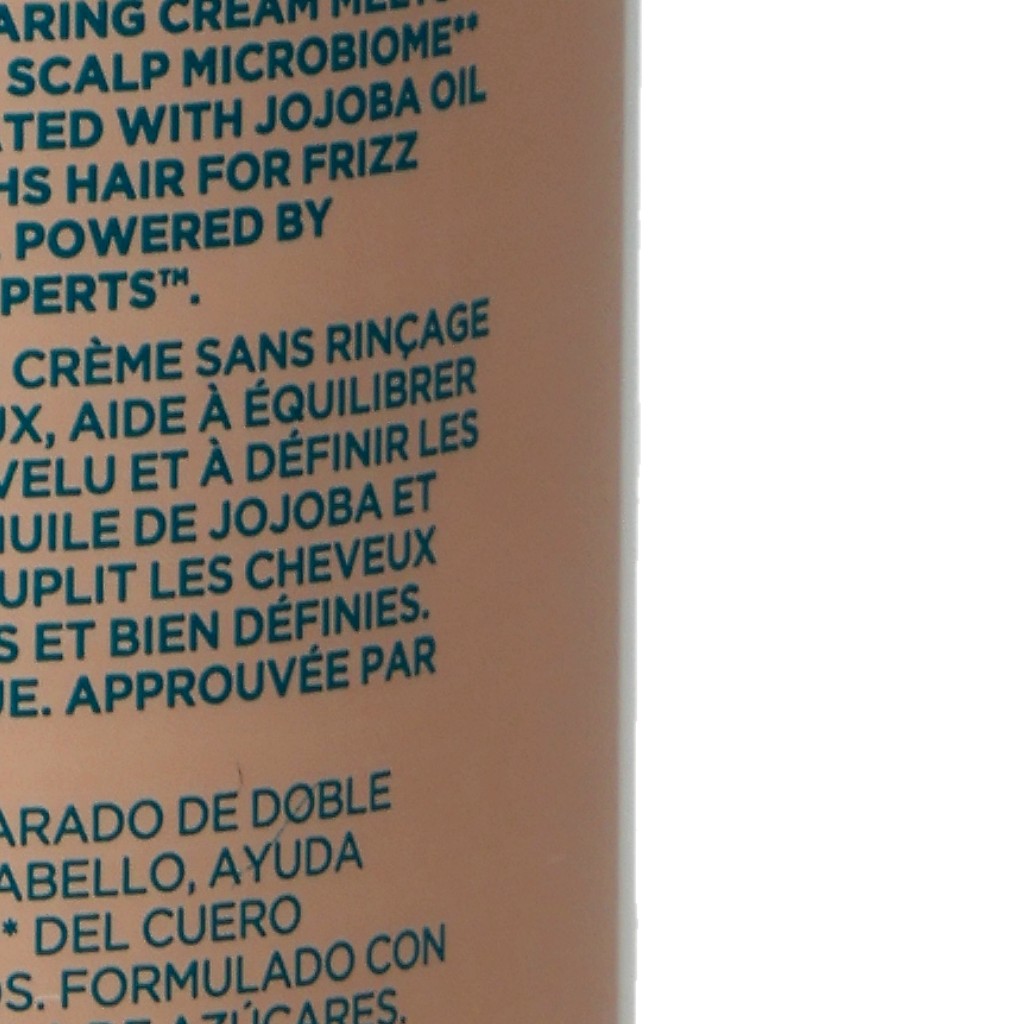 ARING CREAM
SCALP MICROBIOME**
ATED WITH JOJOBA OIL
HS HAIR FOR FRIZZ
POWERED BY
PERTS™.
CRÈME SANS RINÇAGE
UX, AIDE À ÉQUILIBRER
VELU ET À DÉFINIR LES
HUILE DE JOJOBA ET
UPLIT LES CHEVEUX
S ET BIEN DÉFINIES.
UE. APPROUVÉE PAR
ARADO DE DOBLE
ABELLO, AYUDA
* DEL CUERO
OS. FORMULADO CON
DE AZÚCARES,